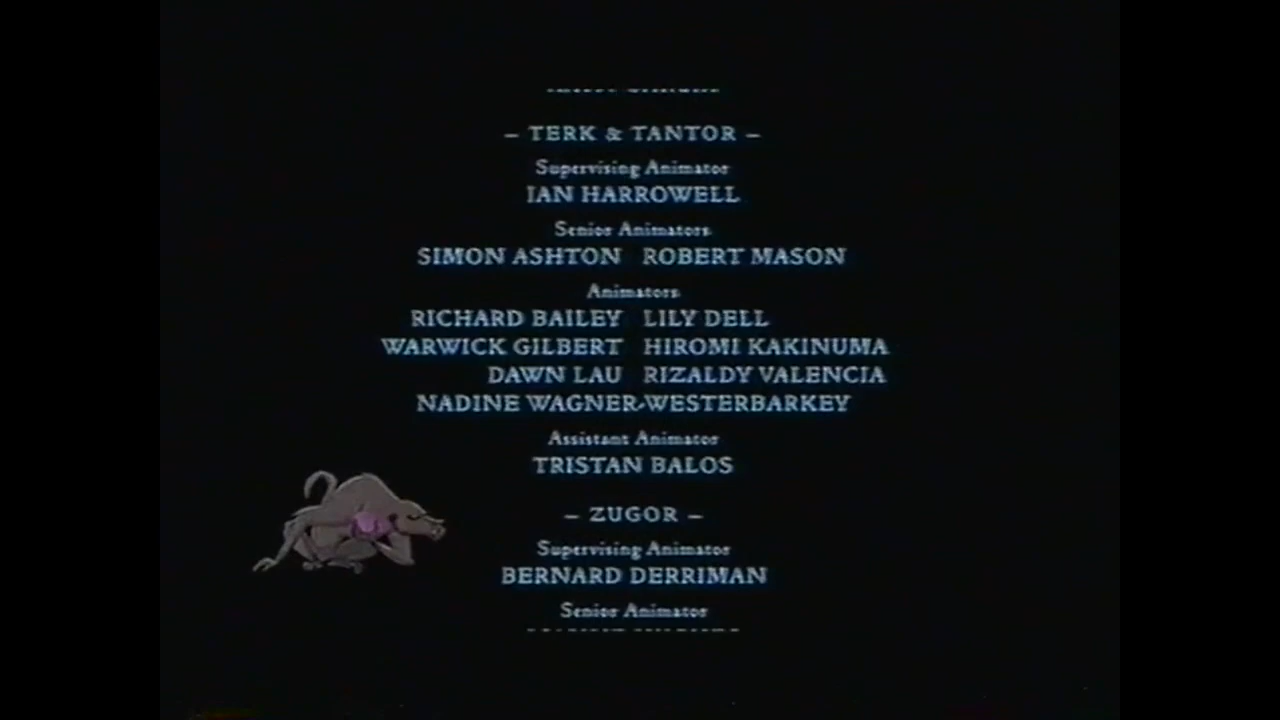 – TERK & TANTOR –
Supervising Animator
IAN HARROWELL
Senior Animators
SIMON ASHTON ROBERT MASON
Animators
RICHARD BAILEY LILY DELL
WARWICK GILBERT HIROMI KAKINUMA
DAWN LAU RIZALDY VALENCIA
NADINE WAGNER-WESTERBARKEY
Assistant Animator
TRISTAN BALOS
– ZUGOR –
Supervising Animator
BERNARD DERRIMAN
Senior Animator